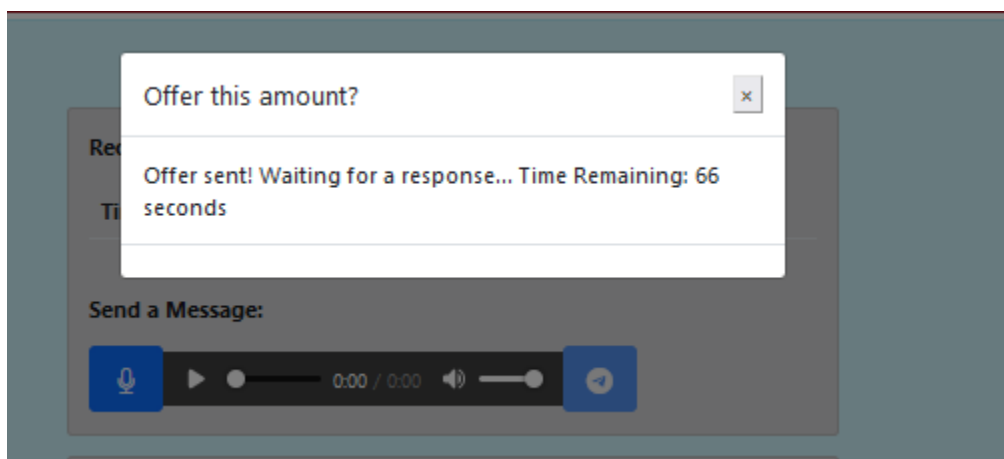 Offer this amount?
×
Offer sent! Waiting for a response... Time Remaining: 66
seconds
Send a Message:
0:00 / 0:00